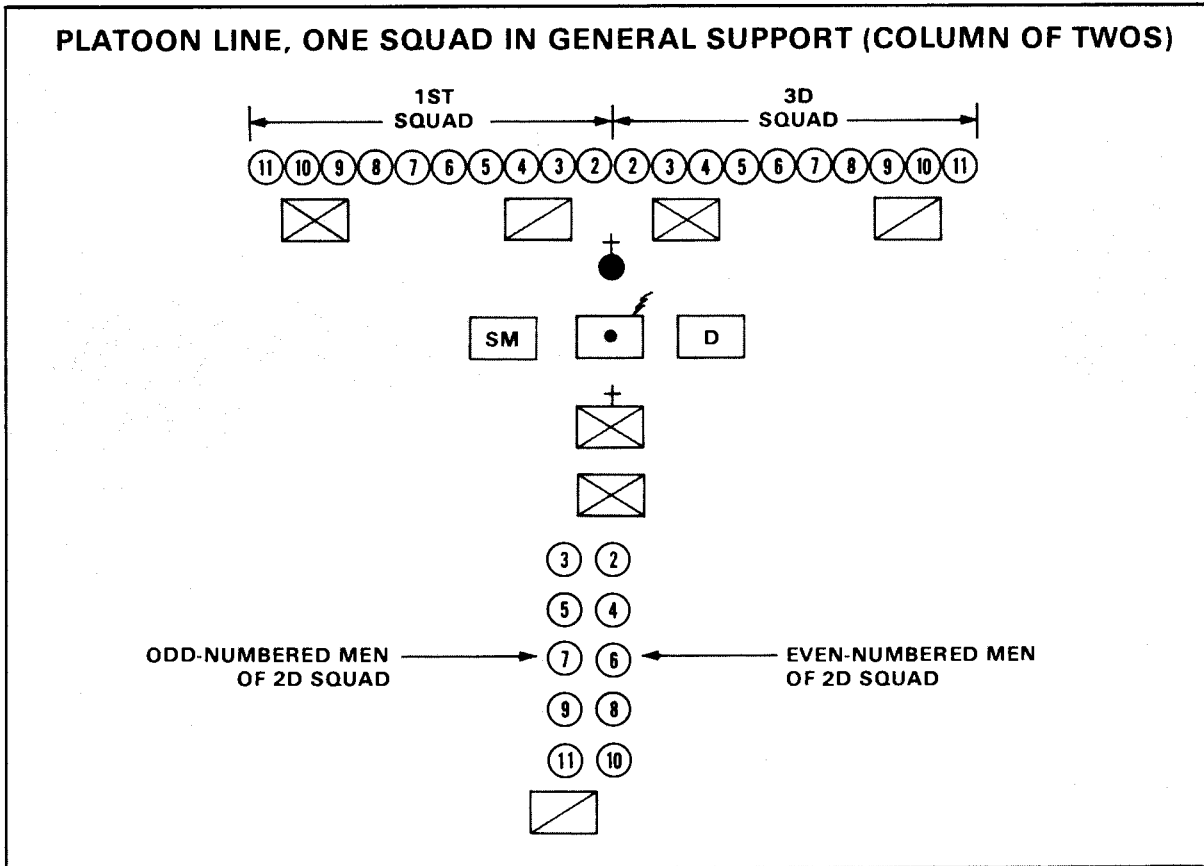 PLATOON LINE, ONE SQUAD IN GENERAL SUPPORT (COLUMN OF TWOS)
1ST SQUAD
3D SQUAD
11 10 9 8 7 6 5 4 3 2 2 3 4 5 6 7 8 9 10 11
SM D
3 2
5 4
ODD-NUMBERED MEN
OF 2D SQUAD
7 6
EVEN-NUMBERED MEN
OF 2D SQUAD
9 8
11 10